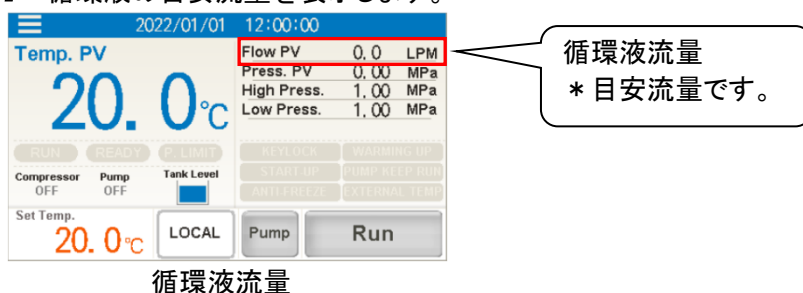 循環液の目安流量を表示します。
2022/01/01 12:00:00
Temp. PV
20.0℃
Flow PV 0.0 LPM
Press. PV 0.00 MPa
High Press. 1.00 MPa
Low Press. 1.00 MPa
RUN READY P. LIMIT
KEYLOCK WARMING UP
START UP PUMP KEEP RUN
ANTI FREEZE EXTERNAL TEMP
Compressor Pump Tank Level
OFF OFF
Set Temp.
20.0℃
LOCAL Pump Run
循環液流量
*目安流量です。
循環液流量